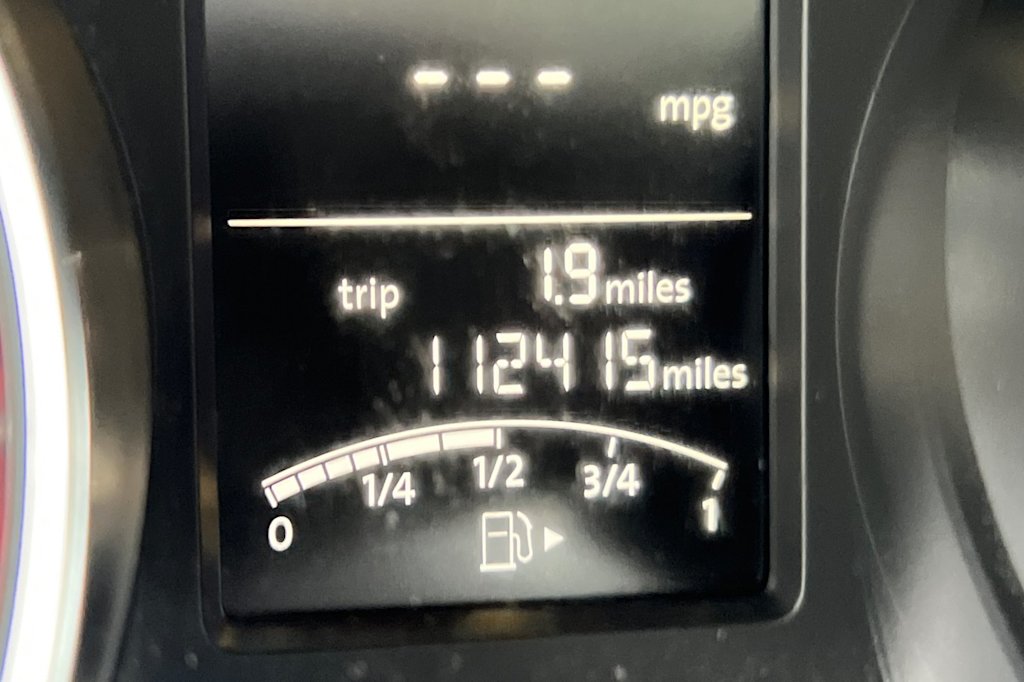 --- mpg
trip 1.9 miles
112415 miles
0 1/4 1/2 3/4 1